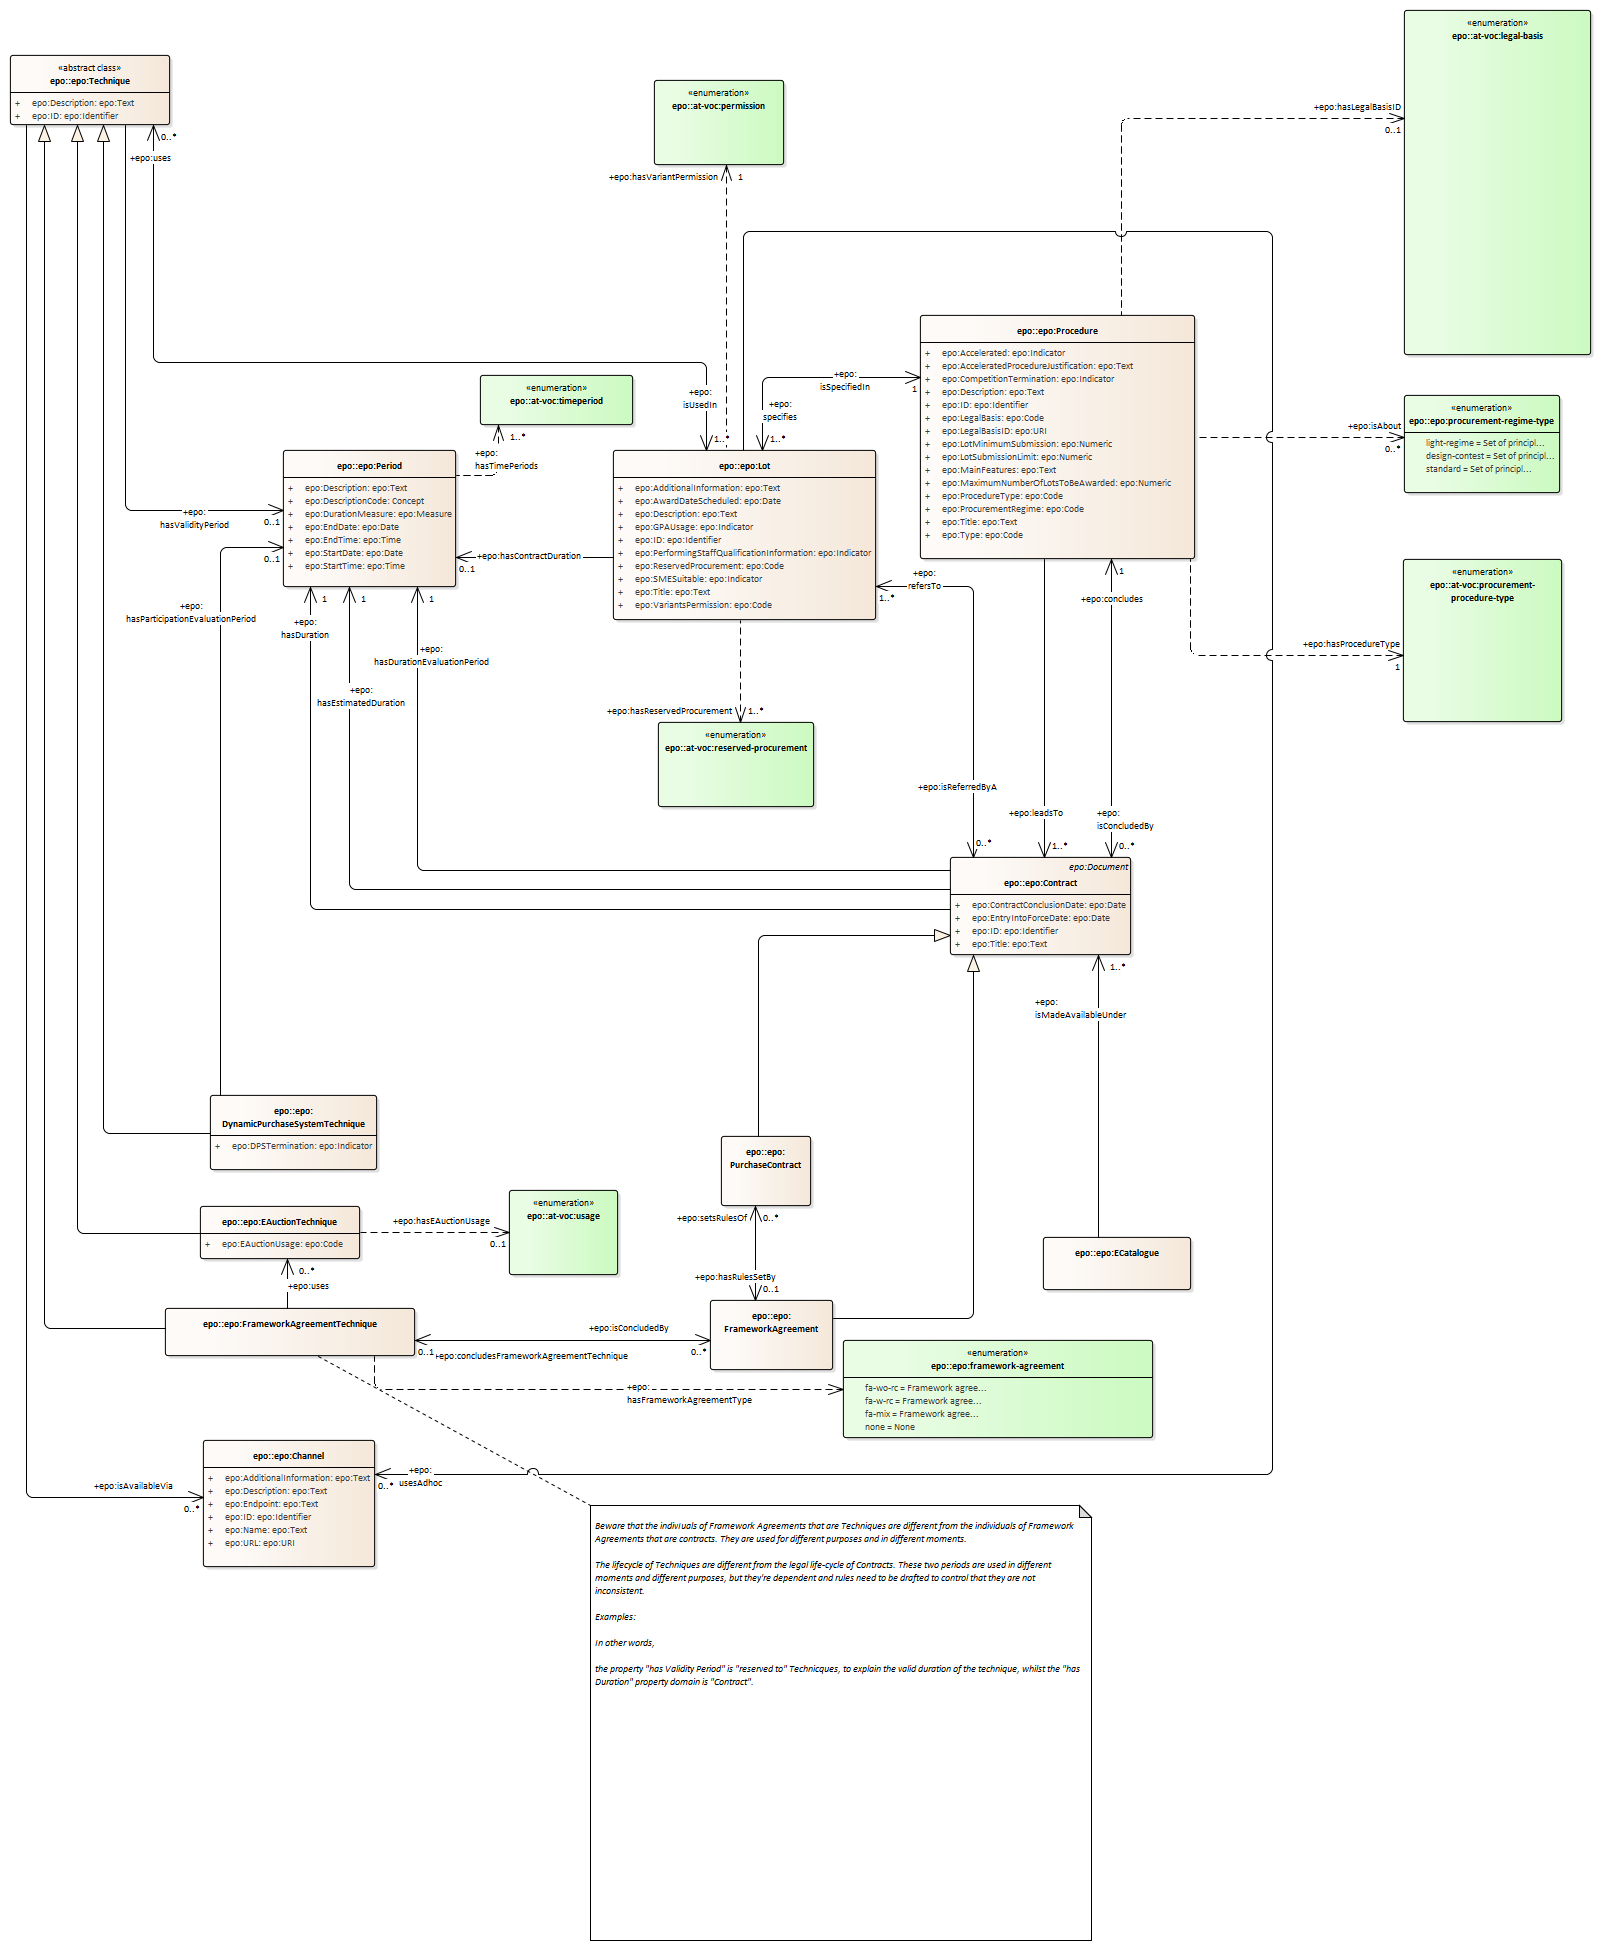 «enumeration»
epo::at-voc:legal-basis
«abstract class»
epo::epo:Technique
+ epo:Description: epo:Text
+ epo:ID: epo:Identifier
«enumeration»
epo::at-voc:permission
+epo:hasLegalBasisID
0..1
0..*
+epo:uses
+epo:hasVariantPermission
1
epo::epo:Procedure
+ epo:Accelerated: epo:Indicator
+ epo:AcceleratedProcedureJustification: epo:Text
+ epo:CompetitionTermination: epo:Indicator
+ epo:Description: epo:Text
+ epo:ID: epo:Identifier
+ epo:LegalBasis: epo:Code
+ epo:LegalBasisID: epo:URI
+ epo:LotMinimumSubmission: epo:Numeric
+ epo:LotSubmissionLimit: epo:Numeric
+ epo:MainFeatures: epo:Text
+ epo:MaximumNumberOfLotsToBeAwarded: epo:Numeric
+ epo:ProcedureType: epo:Code
+ epo:ProcurementRegime: epo:Code
+ epo:Title: epo:Text
+ epo:Type: epo:Code
«enumeration»
epo::at-voc:timeperiod
1..*
+epo:
hasTimePeriods
+epo:
isUsedIn
1..*
+epo:
specifies
1..*
+epo:
isSpecifiedIn
1
«enumeration»
epo::epo:procurement-regime-type
light-regime = Set of principl...
design-contest = Set of principl...
standard = Set of principl...
+epo:isAbout
0..*
epo::epo:Period
+ epo:Description: epo:Text
+ epo:DescriptionCode: Concept
+ epo:DurationMeasure: epo:Measure
+ epo:EndDate: epo:Date
+ epo:EndTime: epo:Time
+ epo:StartDate: epo:Date
+ epo:StartTime: epo:Time
epo::epo:Lot
+ epo:AdditionalInformation: epo:Text
+ epo:AwardDateScheduled: epo:Date
+ epo:Description: epo:Text
+ epo:GPAUsage: epo:Indicator
+ epo:ID: epo:Identifier
+ epo:PerformingStaffQualificationInformation: epo:Indicator
+ epo:ReservedProcurement: epo:Code
+ epo:SMESuitable: epo:Indicator
+ epo:Title: epo:Text
+ epo:VariantsPermission: epo:Code
+epo:
hasValidityPeriod
0..1
0..1
+epo:hasContractDuration
0..1
+epo:
refersTo
1..*
1
+epo:concludes
«enumeration»
epo::at-voc:procurement-
procedure-type
+epo:hasProcedureType
1
+epo:
hasParticipationEvaluationPeriod
1
+epo:
hasDuration
1
+epo:
hasEstimatedDuration
1
+epo:
hasDurationEvaluationPeriod
+epo:hasReservedProcurement
1..*
«enumeration»
epo::at-voc:reserved-procurement
+epo:isReferredByA
0..*
+epo:leadsTo
1..*
+epo:
isConcludedBy
0..*
epo:Document
epo::epo:Contract
+ epo:ContractConclusionDate: epo:Date
+ epo:EntryIntoForceDate: epo:Date
+ epo:ID: epo:Identifier
+ epo:Title: epo:Text
1..*
+epo:
isMadeAvailableUnder
epo::epo:
DynamicPurchaseSystemTechnique
+ epo:DPSTermination: epo:Indicator
epo::epo:
PurchaseContract
«enumeration»
epo::at-voc:usage
epo::epo:EAuctionTechnique
+ epo:EAuctionUsage: epo:Code
+epo:hasEAuctionUsage
0..1
+epo:setsRulesOf
0..*
epo::epo:ECatalogue
0..*
+epo:uses
+epo:hasRulesSetBy
0..1
epo::epo:FrameworkAgreementTechnique
epo::epo:
FrameworkAgreement
+epo:isConcludedBy
0..*
0..1
+epo:concludesFrameworkAgreementTechnique
+epo:
hasFrameworkAgreementType
«enumeration»
epo::epo:framework-agreement
fa-wo-rc = Framework agree...
fa-w-rc = Framework agree...
fa-mix = Framework agree...
none = None
epo::epo:Channel
+ epo:AdditionalInformation: epo:Text
+ epo:Description: epo:Text
+ epo:Endpoint: epo:Text
+ epo:ID: epo:Identifier
+ epo:Name: epo:Text
+ epo:URL: epo:URI
+epo:isAvailableVia
0..*
+epo:
usesAdhoc
0..*
Beware that the indiviuals of Framework Agreements that are Techniques are different from the individuals of Framework
Agreements that are contracts. They are used for different purposes and in different moments.
The lifecycle of Techniques are different from the legal life-cycle of Contracts. These two periods are used in different
moments and different purposes, but they're dependent and rules need to be drafted to control that they are not
inconsistent.
Examples:
In other words,
the property "has Validity Period" is "reserved to" Technicques, to explain the valid duration of the technique, whilst the "has
Duration" property domain is "Contract".